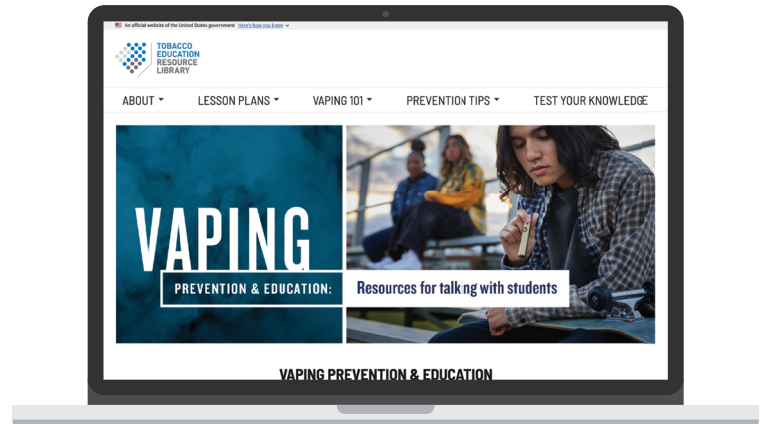 An official website of the United States government Here's how you know
TOBACCO
EDUCATION
RESOURCE
LIBRARY
ABOUT LESSON PLANS VAPING 101 PREVENTION TIPS TEST YOUR KNOWLEDGE
VAPING
PREVENTION & EDUCATION: Resources for talking with students
VAPING PREVENTION & EDUCATION